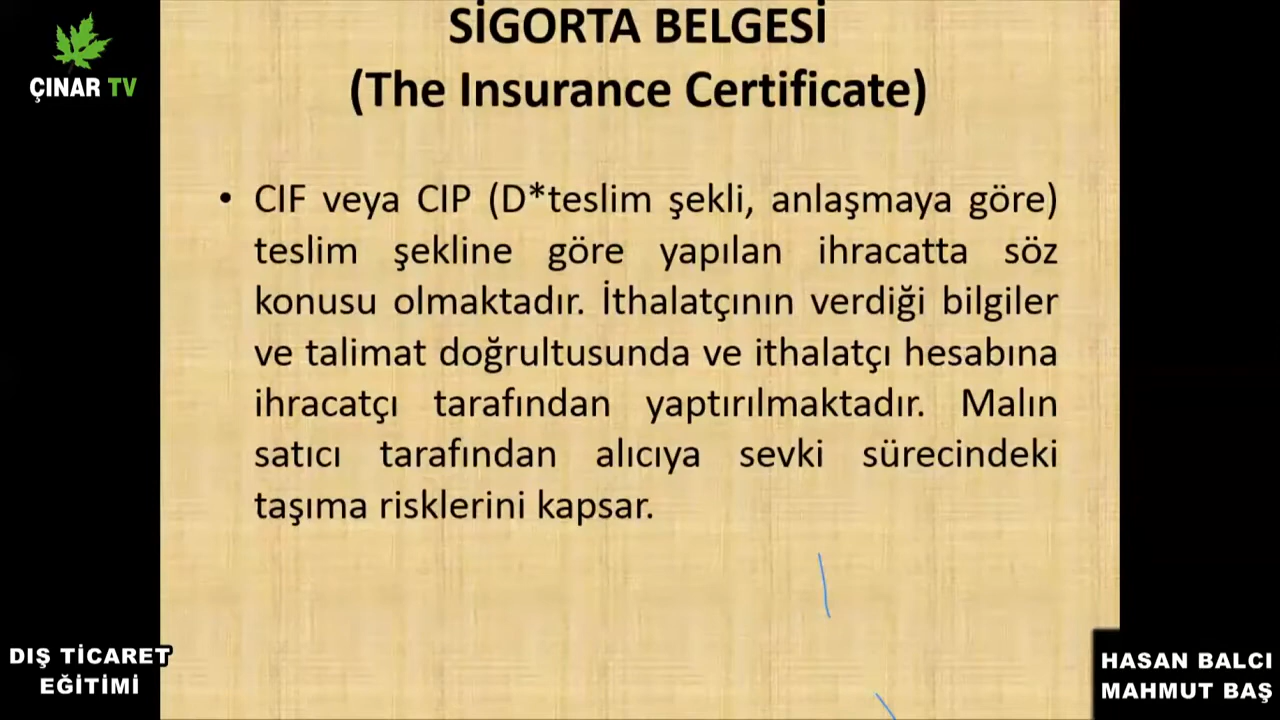 ÇINAR TV
SİGORTA BELGESİ
(The Insurance Certificate)
• CIF veya CIP (D*teslim şekli, anlaşmaya göre)
teslim şekline göre yapılan ihracatta söz
konusu olmaktadır. İthalatçının verdiği bilgiler
ve talimat doğrultusunda ve ithalatçı hesabına
ihracatçı tarafından yaptırılmaktadır. Malın
satıcı tarafından alıcıya sevki sürecindeki
taşıma risklerini kapsar.
DIŞ TİCARET
EĞİTİMİ
HASAN BALCI
MAHMUT BAŞ